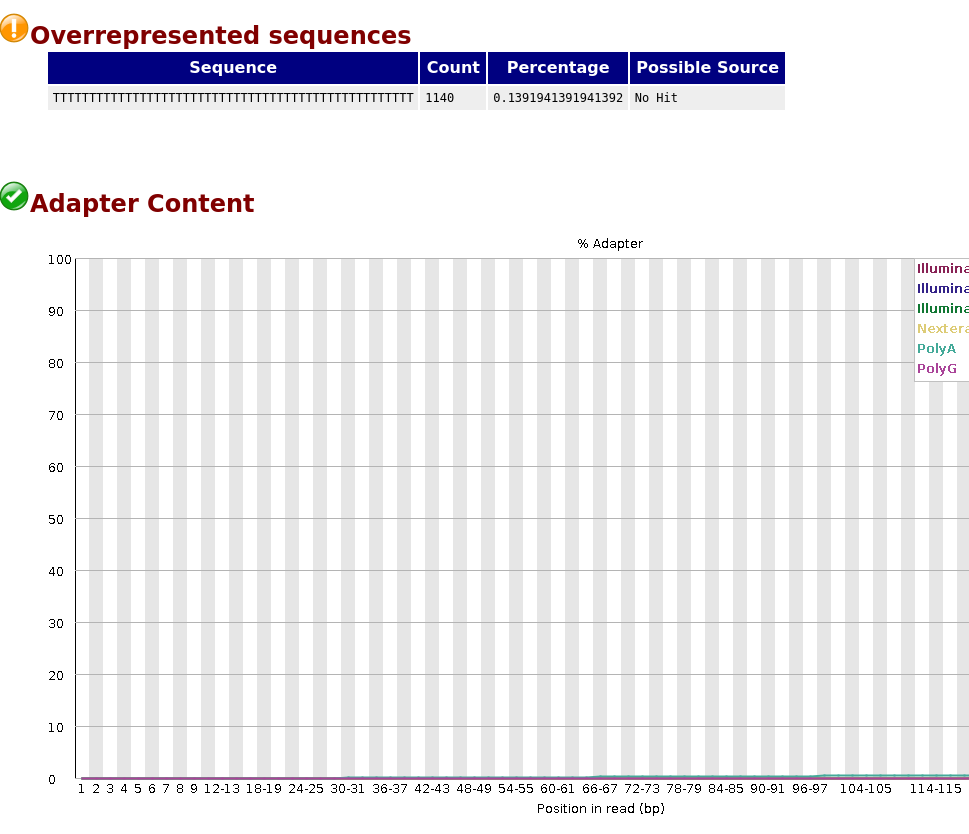 Overrepresented sequences
Sequence Count Percentage Possible Source
TTTTTTTTTTTTTTTTTTTTTTTTTTTTTTTTTTTTTTTTTTTTTTTTTT 1140 0.1391941391941392 No Hit
Adapter Content
% Adapter
100
90
80
70
60
50
40
30
20
10
0
Illumina
Illumina
Illumina
Nextera
PolyA
PolyG
1 2 3 4 5 6 7 8 9 12-13 18-19 24-25 30-31 36-37 42-43 48-49 54-55 60-61 66-67 72-73 78-79 84-85 90-91 96-97 104-105 114-115
Position in read (bp)